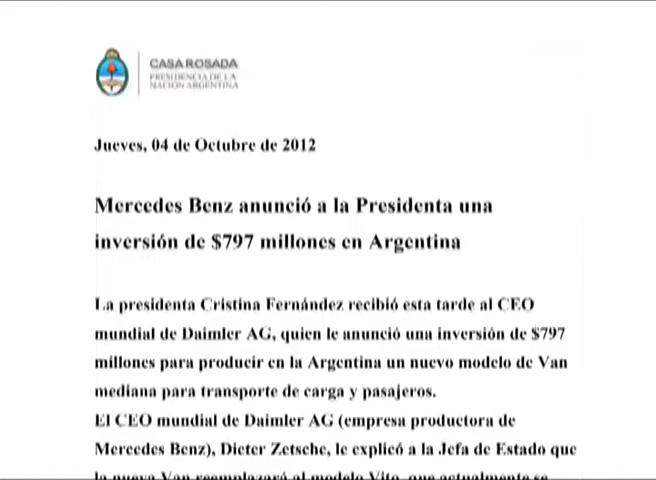 CASA ROSADA
PRESIDENCIA DE LA
NACIÓN ARGENTINA
Jueves, 04 de Octubre de 2012
Mercedes Benz anunció a la Presidenta una
inversión de $797 millones en Argentina
La presidenta Cristina Fernández recibió esta tarde al CEO
mundial de Daimler AG, quien le anunció una inversión de $797
millones para producir en la Argentina un nuevo modelo de Van
mediana para transporte de carga y pasajeros.
El CEO mundial de Daimler AG (empresa productora de
Mercedes Benz), Dieter Zetsche, le explicó a la Jefa de Estado que
la nueva Van reemplazará al modelo Vito, que actualmente se